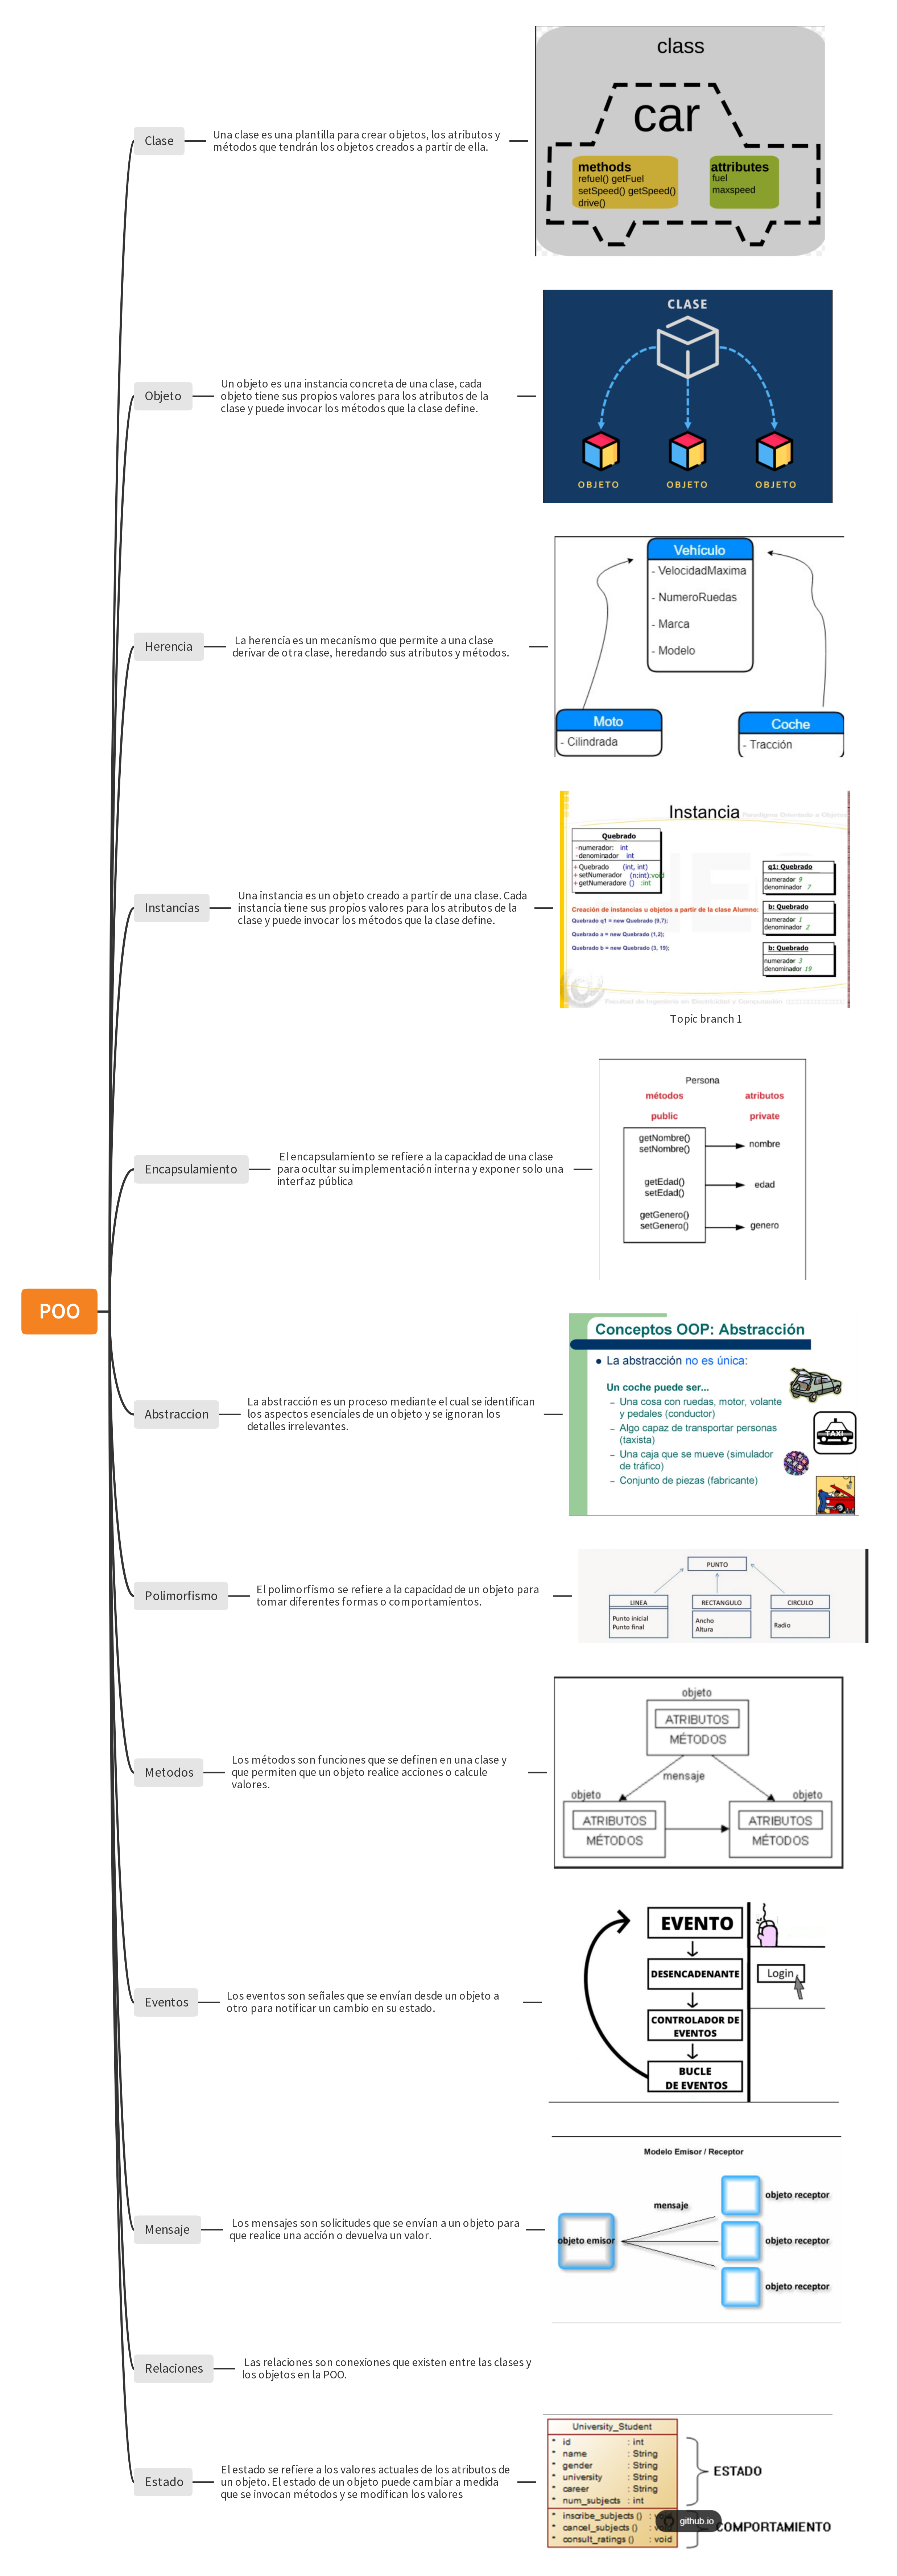 POO
Clase
Una clase es una plantilla para crear objetos, los atributos y
métodos que tendrán los objetos creados a partir de ella.
class
car
methods
refuel() getFuel
setSpeed() getSpeed()
drive()
attributes
fuel
maxspeed
Objeto
Un objeto es una instancia concreta de una clase, cada
objeto tiene sus propios valores para los atributos de la
clase y puede invocar los métodos que la clase define.
CLASE
OBJETO
OBJETO
OBJETO
Herencia
La herencia es un mecanismo que permite a una clase
derivar de otra clase, heredando sus atributos y métodos.
Vehículo
- VelocidadMaxima
- NumeroRuedas
- Marca
- Modelo
Moto
- Cilindrada
Coche
- Tracción
Instancias
Una instancia es un objeto creado a partir de una clase. Cada
instancia tiene sus propios valores para los atributos de la
clase y puede invocar los métodos que la clase define.
Instancia
Paradigma Orientado a Objetos
Quebrado
-numerador: int
-denominador int
+ Quebrado (int, int)
+ setNumerador (n:int):void
+ getNumeradore () :int
Creación de instancias u objetos a partir de la clase Alumno:
Quebrado q1 = new Quebrado (9,7);
Quebrado a = new Quebrado (1,2);
Quebrado b = new Quebrado (3, 19);
q1: Quebrado
numerador 9
denominador 7
b: Quebrado
numerador 1
denominador 2
b: Quebrado
numerador 3
denominador 19
Facultad de Ingeniería en Electricidad y Computación
Topic branch 1
Encapsulamiento
El encapsulamiento se refiere a la capacidad de una clase
para ocultar su implementación interna y exponer solo una
interfaz pública
Persona
métodos
atributos
public
private
getNombre()
setNombre()
nombre
getEdad()
setEdad()
edad
getGenero()
setGenero()
genero
Abstraccion
La abstracción es un proceso mediante el cual se identifican
los aspectos esenciales de un objeto y se ignoran los
detalles irrelevantes.
Conceptos OOP: Abstracción
● La abstracción no es única:
Un coche puede ser...
– Una cosa con ruedas, motor, volante
y pedales (conductor)
– Algo capaz de transportar personas
(taxista)
– Una caja que se mueve (simulador
de tráfico)
– Conjunto de piezas (fabricante)
TAXI
Polimorfismo
El polimorfismo se refiere a la capacidad de un objeto para
tomar diferentes formas o comportamientos.
PUNTO
LINEA
Punto inicial
Punto final
RECTANGULO
Ancho
Altura
CIRCULO
Radio
Metodos
Los métodos son funciones que se definen en una clase y
que permiten que un objeto realice acciones o calcule
valores.
objeto
ATRIBUTOS
MÉTODOS
mensaje
objeto
ATRIBUTOS
MÉTODOS
objeto
ATRIBUTOS
MÉTODOS
Eventos
Los eventos son señales que se envían desde un objeto a
otro para notificar un cambio en su estado.
EVENTO
DESENCADENANTE
CONTROLADOR DE
EVENTOS
BUCLE
DE EVENTOS
Login
Mensaje
Los mensajes son solicitudes que se envían a un objeto para
que realice una acción o devuelva un valor.
Modelo Emisor / Receptor
mensaje
objeto emisor
objeto receptor
objeto receptor
objeto receptor
Relaciones
Las relaciones son conexiones que existen entre las clases y
los objetos en la POO.
Estado
El estado se refiere a los valores actuales de los atributos de
un objeto. El estado de un objeto puede cambiar a medida
que se invocan métodos y se modifican los valores
University_Student
* id : int
* name : String
* gender : String
* university : String
* career : String
* num_subjects : int
* inscribe_subjects () :
* cancel_subjects () :
* consult_ratings () : void
ESTADO
COMPORTAMIENTO
github.io